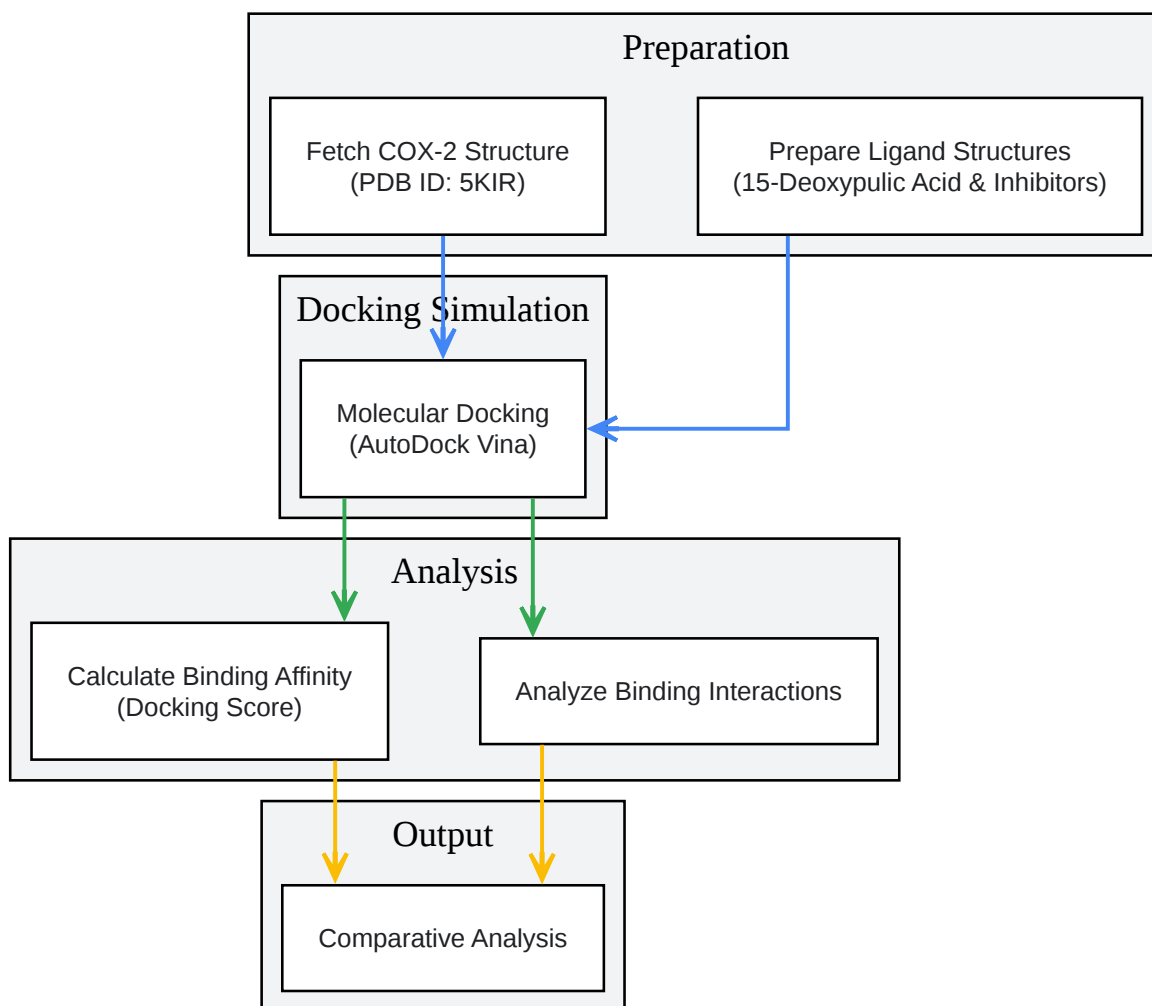 Preparation
Fetch COX-2 Structure
(PDB ID: 5KIR)
Prepare Ligand Structures
(15-Deoxypulic Acid & Inhibitors)
Docking Simulation
Molecular Docking
(AutoDock Vina)
Analysis
Calculate Binding Affinity
(Docking Score)
Analyze Binding Interactions
Output
Comparative Analysis